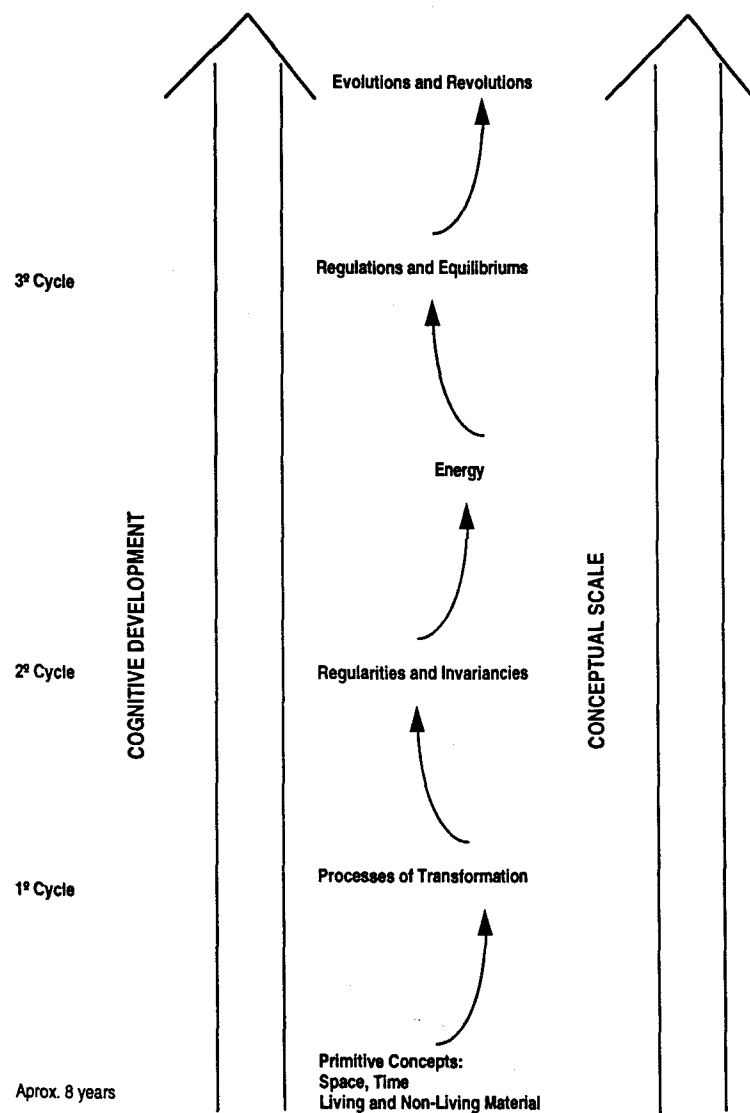 Evolutions and Revolutions
3º Cycle
Regulations and Equilibriums
Energy
COGNITIVE DEVELOPMENT
CONCEPTUAL SCALE
2º Cycle
Regularities and Invariancies
1º Cycle
Processes of Transformation
Primitive Concepts:
Space, Time
Aprox. 8 years
Living and Non-Living Material